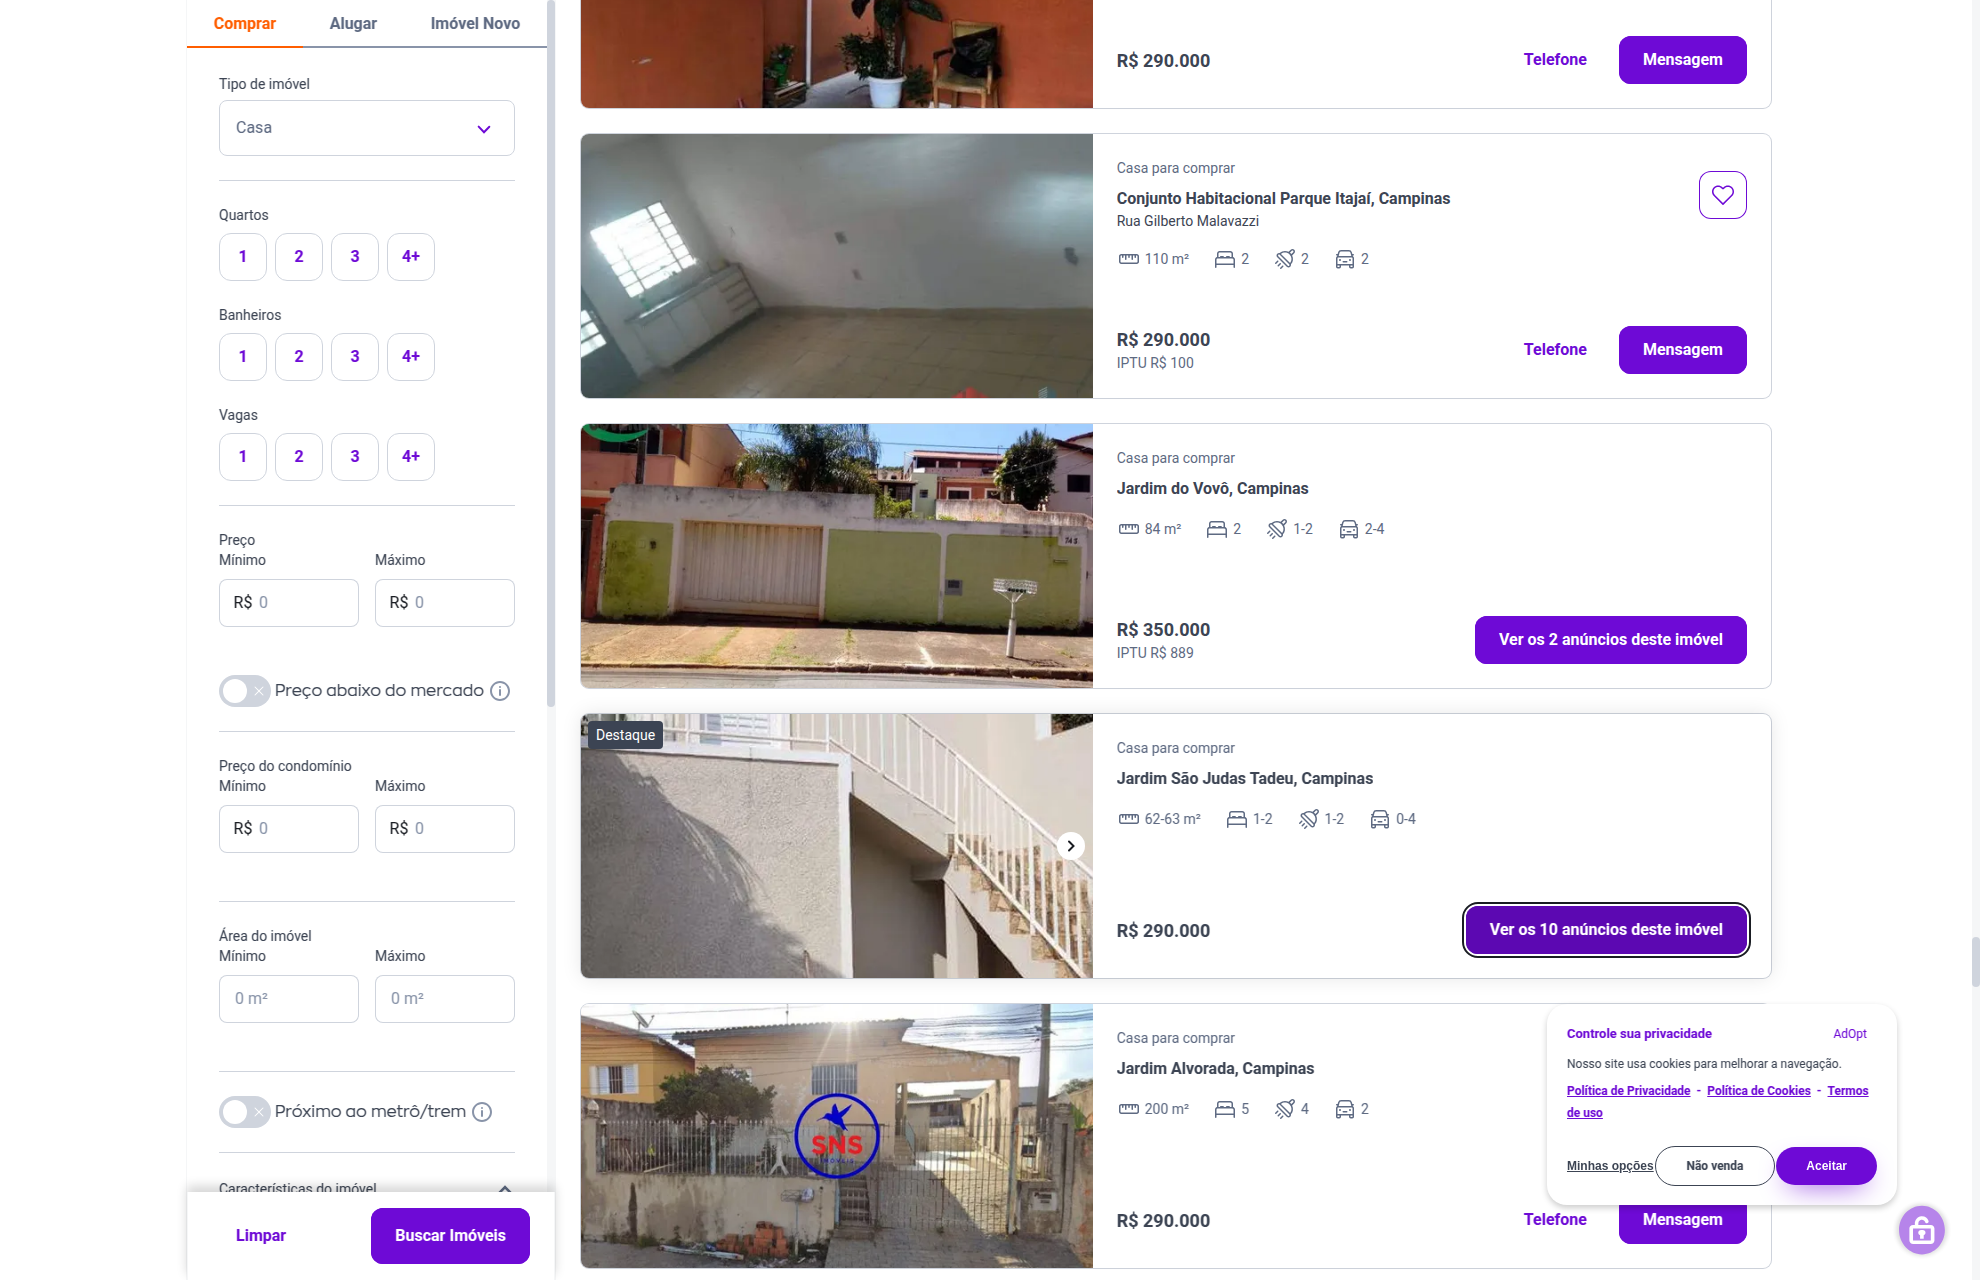 Comprar
Alugar
Imóvel Novo
Tipo de imóvel
Casa
Quartos
1
2
3
4+
Banheiros
1
2
3
4+
Vagas
1
2
3
4+
Preço
Mínimo
Máximo
R$ 0
R$ 0
Preço abaixo do mercado
Preço do condomínio
Mínimo
Máximo
R$ 0
R$ 0
Área do imóvel
Mínimo
Máximo
0 m²
0 m²
Próximo ao metrô/trem
Características do imóvel
Limpar
Buscar Imóveis
R$ 290.000
Telefone
Mensagem
Casa para comprar
Conjunto Habitacional Parque Itajaí, Campinas
Rua Gilberto Malavazzi
110 m²
2
2
2
R$ 290.000
IPTU R$ 100
Telefone
Mensagem
Casa para comprar
Jardim do Vovô, Campinas
84 m²
2
1-2
2-4
R$ 350.000
IPTU R$ 889
Ver os 2 anúncios deste imóvel
Destaque
Casa para comprar
Jardim São Judas Tadeu, Campinas
62-63 m²
1-2
1-2
0-4
R$ 290.000
Ver os 10 anúncios deste imóvel
SNS
Casa para comprar
Jardim Alvorada, Campinas
200 m²
5
4
2
R$ 290.000
Telefone
Mensagem
Controle sua privacidade
AdOpt
Nosso site usa cookies para melhorar a navegação.
Política de Privacidade - Política de Cookies - Termos
de uso
Minhas opções
Não venda
Aceitar